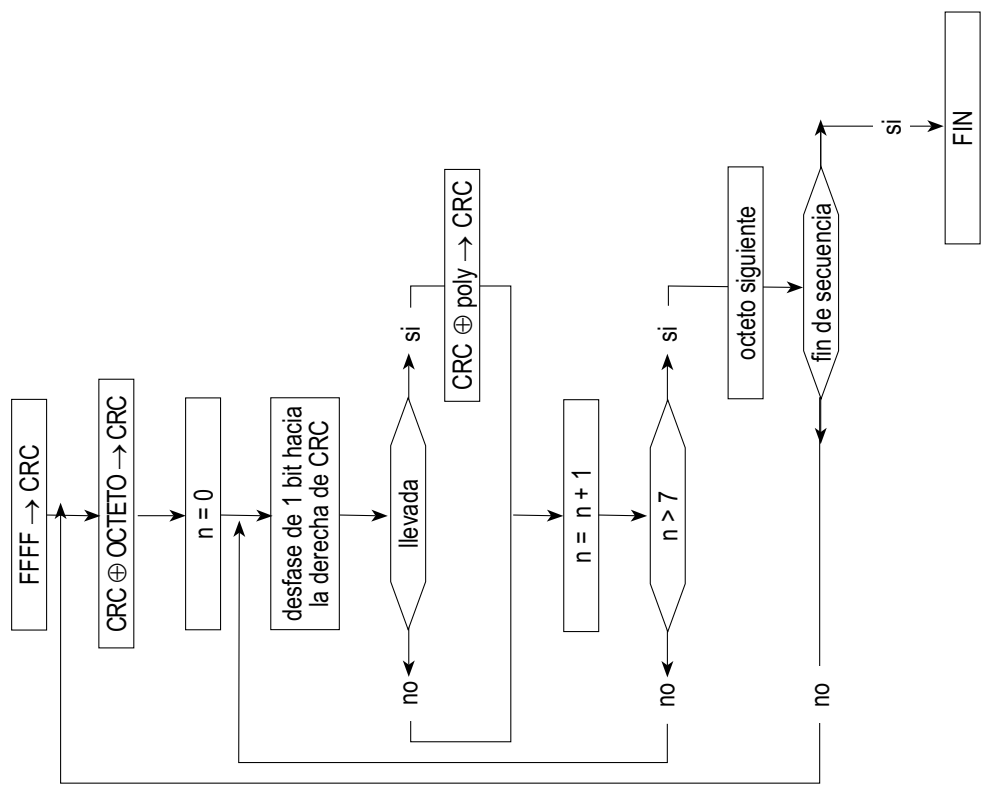 FFFF → CRC
CRC ⊕ OCTETO → CRC
n = 0
desfase de 1 bit hacia
la derecha de CRC
llevada
no
si
CRC ⊕ poly → CRC
n = n + 1
n > 7
no
si
octeto siguiente
fin de secuencia
no
si
FIN